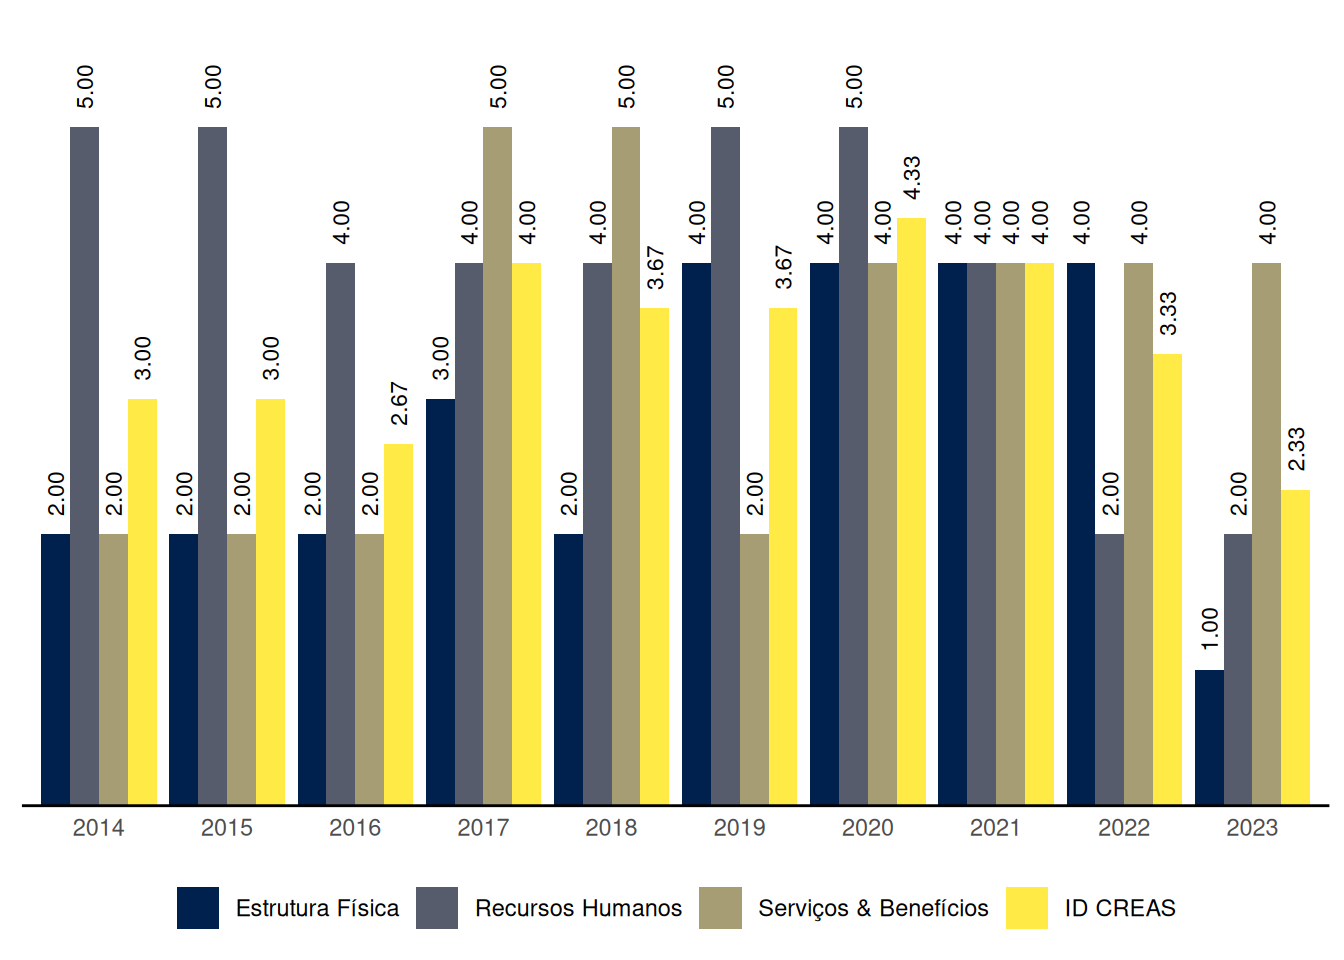 5.00 5.00 5.00 5.00 5.00 5.00
4.33
4.00 4.00 4.00 4.00 4.00 4.00 4.00 4.00 4.00 4.00 4.00 4.00 4.00 4.00
3.67 3.67
3.33
3.00 3.00 3.00
2.67
2.33
2.00 2.00 2.00 2.00 2.00 2.00 2.00 2.00 2.00 2.00
1.00
2014 2015 2016 2017 2018 2019 2020 2021 2022 2023
Estrutura Física Recursos Humanos Serviços & Benefícios ID CREAS